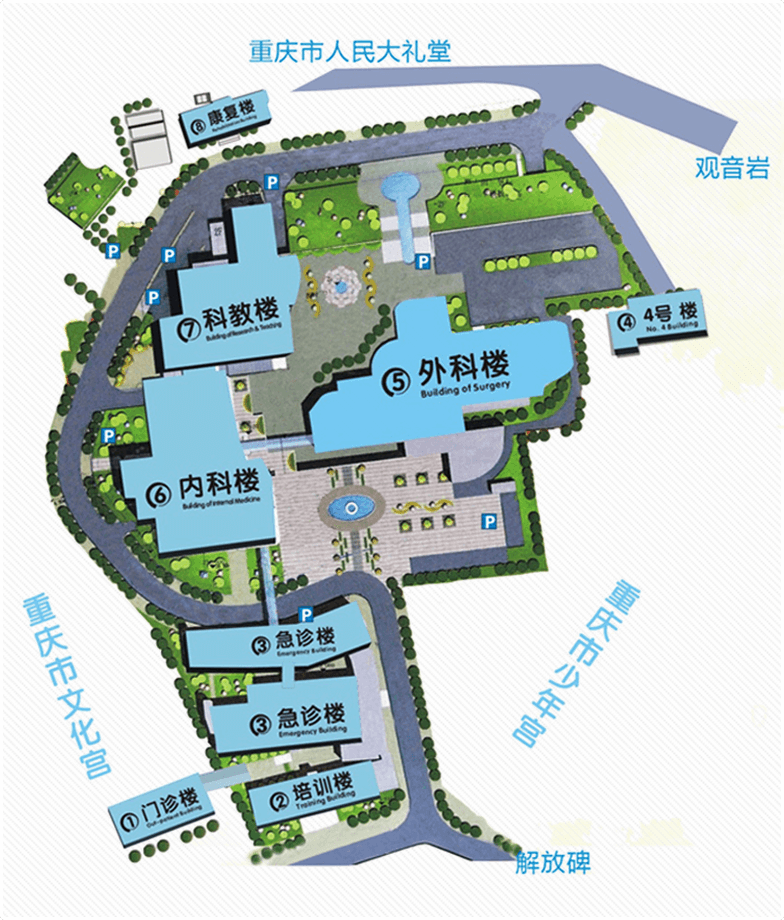 重庆市人民大礼堂
⑧ 康复楼
Rehabilitation Building
观音岩
P
P
P
P
P
⑦ 科教楼
Building of Research & Teaching
④ 4号 楼
No. 4 Building
⑤ 外科楼
Building of Surgery
P
⑥ 内科楼
Building of Internal Medicine
P
P
③ 急诊楼
Emergency Building
重庆市文化宫
重庆市少年宫
③ 急诊楼
Emergency Building
① 门诊楼
Out-patient Building
② 培训楼
Training Building
解放碑